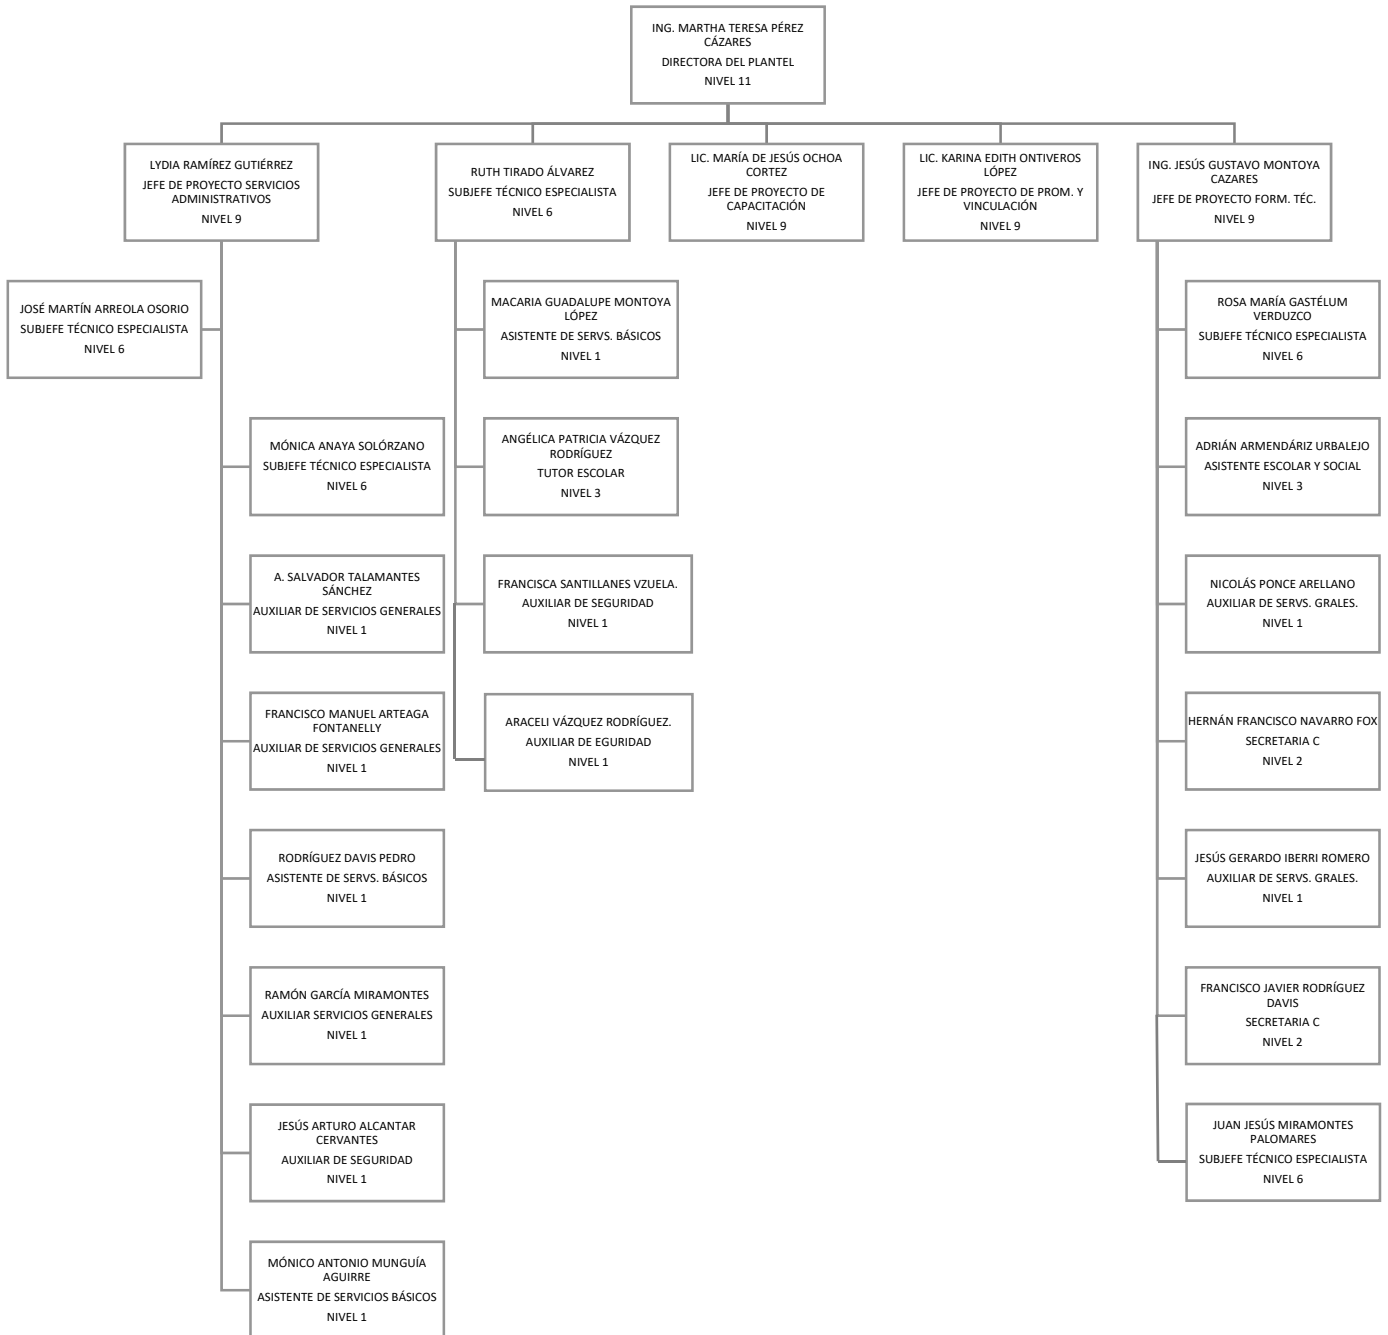 ING. MARTHA TERESA PÉREZ
CÁZARES
DIRECTORA DEL PLANTEL
NIVEL 11
LYDIA RAMÍREZ GUTIÉRREZ
JEFE DE PROYECTO SERVICIOS
ADMINISTRATIVOS
NIVEL 9
RUTH TIRADO ÁLVAREZ
SUBJEFE TÉCNICO ESPECIALISTA
NIVEL 6
LIC. MARÍA DE JESÚS OCHOA
CORTEZ
JEFE DE PROYECTO DE
CAPACITACIÓN
NIVEL 9
LIC. KARINA EDITH ONTIVEROS
LÓPEZ
JEFE DE PROYECTO DE PROM. Y
VINCULACIÓN
NIVEL 9
ING. JESÚS GUSTAVO MONTOYA
CAZARES
JEFE DE PROYECTO FORM. TÉC.
NIVEL 9
JOSÉ MARTÍN ARREOLA OSORIO
SUBJEFE TÉCNICO ESPECIALISTA
NIVEL 6
MÓNICA ANAYA SOLÓRZANO
SUBJEFE TÉCNICO ESPECIALISTA
NIVEL 6
A. SALVADOR TALAMANTES
SÁNCHEZ
AUXILIAR DE SERVICIOS GENERALES
NIVEL 1
FRANCISCO MANUEL ARTEAGA
FONTANELLY
AUXILIAR DE SERVICIOS GENERALES
NIVEL 1
RODRÍGUEZ DAVIS PEDRO
ASISTENTE DE SERVS. BÁSICOS
NIVEL 1
RAMÓN GARCÍA MIRAMONTES
AUXILIAR SERVICIOS GENERALES
NIVEL 1
JESÚS ARTURO ALCANTAR
CERVANTES
AUXILIAR DE SEGURIDAD
NIVEL 1
MÓNICO ANTONIO MUNGUÍA
AGUIRRE
ASISTENTE DE SERVICIOS BÁSICOS
NIVEL 1
MACARIA GUADALUPE MONTOYA
LÓPEZ
ASISTENTE DE SERVS. BÁSICOS
NIVEL 1
ANGÉLICA PATRICIA VÁZQUEZ
RODRÍGUEZ
TUTOR ESCOLAR
NIVEL 3
FRANCISCA SANTILLANES VZUELA.
AUXILIAR DE SEGURIDAD
NIVEL 1
ARACELI VÁZQUEZ RODRÍGUEZ.
AUXILIAR DE EGURIDAD
NIVEL 1
ROSA MARÍA GASTÉLUM
VERDUZCO
SUBJEFE TÉCNICO ESPECIALISTA
NIVEL 6
ADRIÁN ARMENDÁRIZ URBALEJO
ASISTENTE ESCOLAR Y SOCIAL
NIVEL 3
NICOLÁS PONCE ARELLANO
AUXILIAR DE SERVS. GRALES.
NIVEL 1
HERNÁN FRANCISCO NAVARRO FOX
SECRETARIA C
NIVEL 2
JESÚS GERARDO IBERRI ROMERO
AUXILIAR DE SERVS. GRALES.
NIVEL 1
FRANCISCO JAVIER RODRÍGUEZ
DAVIS
SECRETARIA C
NIVEL 2
JUAN JESÚS MIRAMONTES
PALOMARES
SUBJEFE TÉCNICO ESPECIALISTA
NIVEL 6